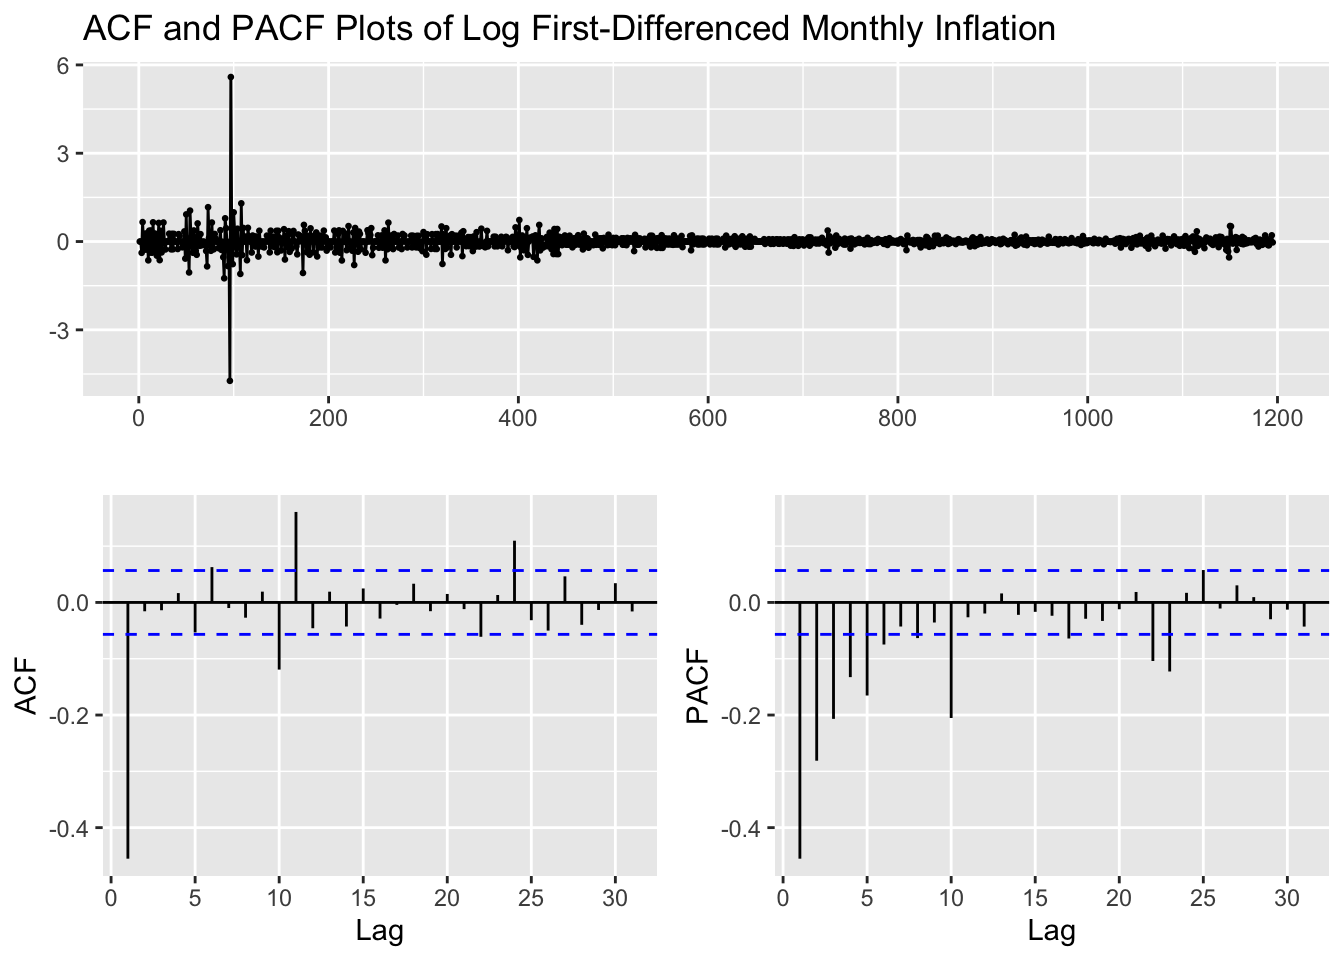 ACF and PACF Plots of Log First-Differenced Monthly Inflation
6
3
0
-3
0 200 400 600 800 1000 1200
0.0
-0.2
-0.4
ACF
0 5 10 15 20 25 30
Lag
0.0
-0.2
-0.4
PACF
0 5 10 15 20 25 30
Lag